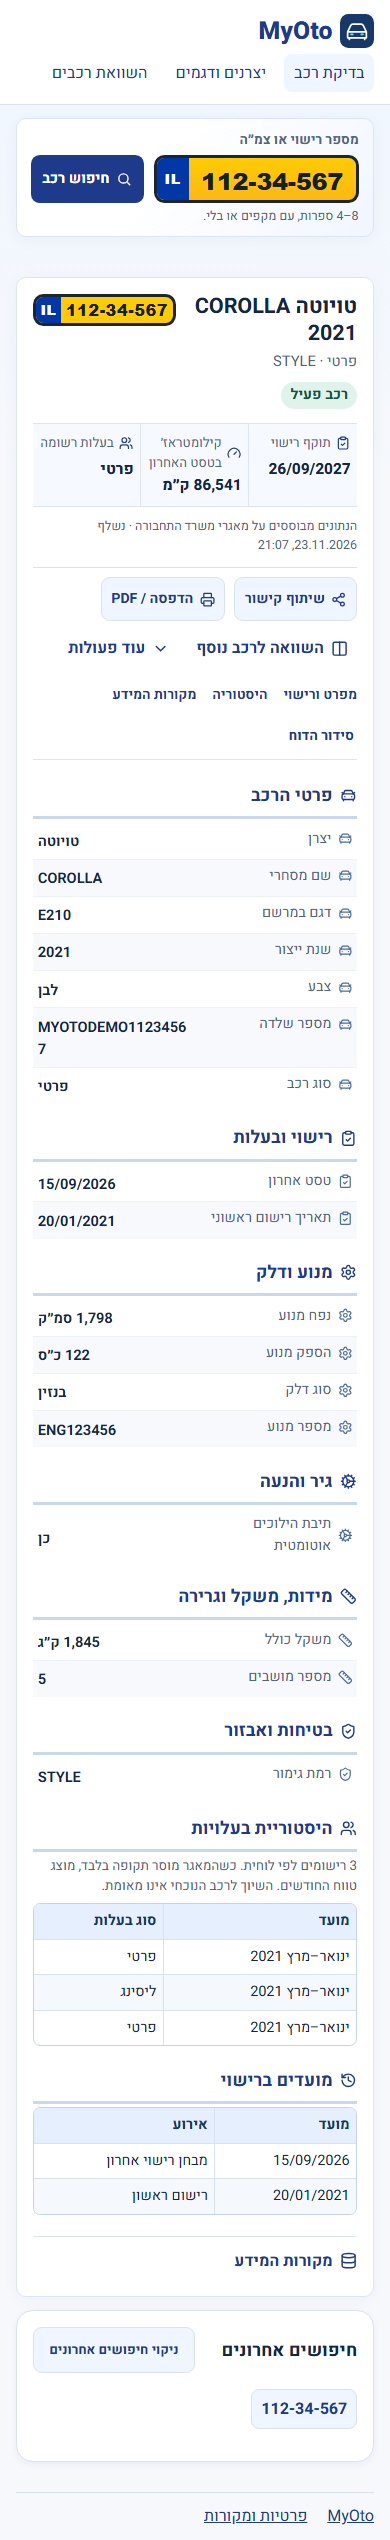 MyOto
בדיקת רכב יצרנים ודגמים השוואת רכבים
מספר רישוי או צמ״ה
IL 112-34-567
חיפוש רכב
4–8 ספרות, עם מקפים או בלי.
טויוטה COROLLA
2021
IL 112-34-567
פרטי · STYLE
רכב פעיל
תוקף רישוי
26/09/2027
קילומטראז׳
בטסט האחרון
86,541 ק״מ
בעלות רשומה
פרטי
הנתונים מבוססים על מאגרי משרד התחבורה · נשלף
23.11.2026, 21:07
שיתוף קישור
הדפסה / PDF
השוואה לרכב נוסף
עוד פעולות
מפרט ורישוי היסטוריה מקורות המידע
סידור הדוח
פרטי הרכב
יצרן טויוטה
שם מסחרי COROLLA
דגם במרשם E210
שנת ייצור 2021
צבע לבן
מספר שלדה MYOTODEMO1123456
7
סוג רכב פרטי
רישוי ובעלות
טסט אחרון 15/09/2026
תאריך רישום ראשוני 20/01/2021
מנוע ודלק
נפח מנוע 1,798 סמ״ק
הספק מנוע 122 כ״ס
סוג דלק בנזין
מספר מנוע ENG123456
גיר והנעה
תיבת הילוכים
אוטומטית כן
מידות, משקל וגרירה
משקל כולל 1,845 ק״ג
מספר מושבים 5
בטיחות ואבזור
רמת גימור STYLE
היסטוריית בעלויות
3 רישומים לפי לוחית. כשהמאגר מוסר תקופה בלבד, מוצג
טווח החודשים. השיוך לרכב הנוכחי אינו מאומת.
מועד סוג בעלות
ינואר–מרץ 2021 פרטי
ינואר–מרץ 2021 ליסינג
ינואר–מרץ 2021 פרטי
מועדים ברישוי
מועד אירוע
15/09/2026 מבחן רישוי אחרון
20/01/2021 רישום ראשון
מקורות המידע
חיפושים אחרונים
ניקוי חיפושים אחרונים
112-34-567
MyOto פרטיות ומקורות